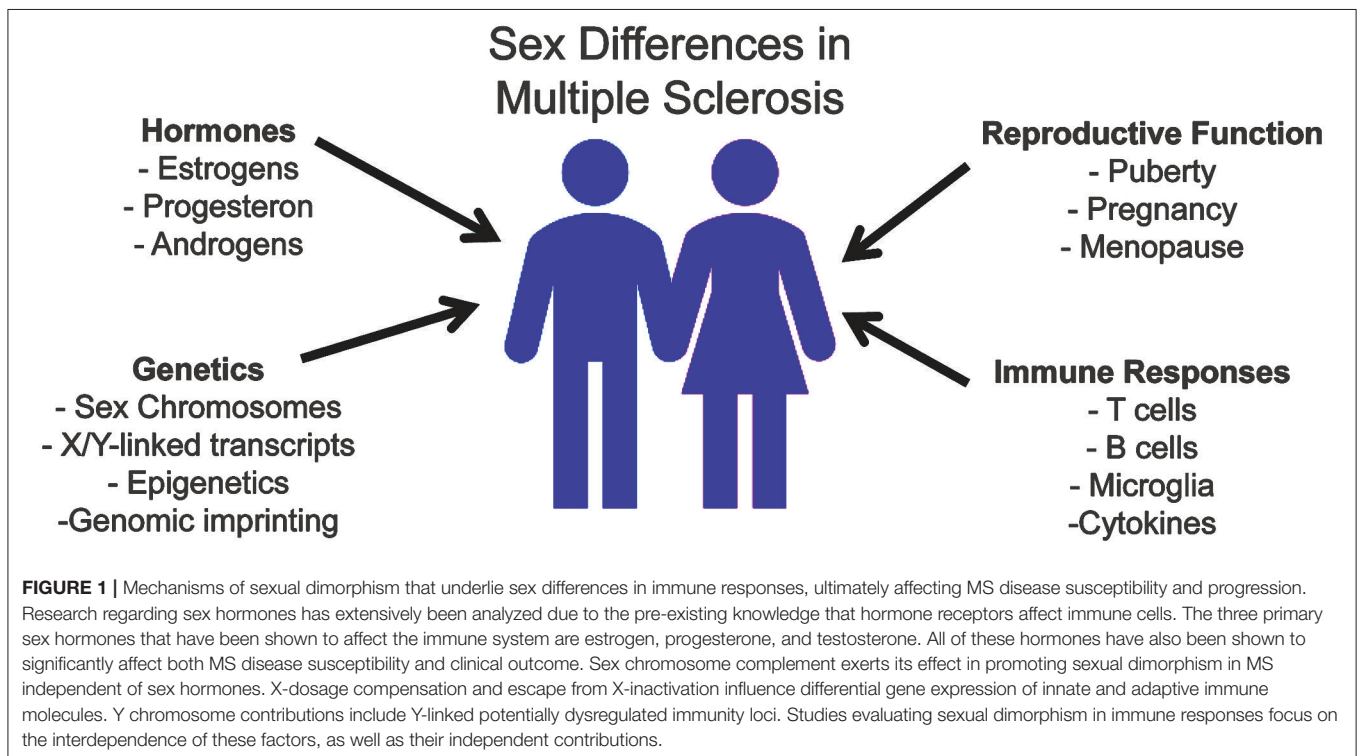 Sex Differences in
Multiple Sclerosis
Hormones
- Estrogens
- Progesteron
- Androgens
Reproductive Function
- Puberty
- Pregnancy
- Menopause
Genetics
- Sex Chromosomes
- X/Y-linked transcripts
- Epigenetics
-Genomic imprinting
Immune Responses
- T cells
- B cells
- Microglia
-Cytokines
FIGURE 1 | Mechanisms of sexual dimorphism that underlie sex differences in immune responses, ultimately affecting MS disease susceptibility and progression.
Research regarding sex hormones has extensively been analyzed due to the pre-existing knowledge that hormone receptors affect immune cells. The three primary
sex hormones that have been shown to affect the immune system are estrogen, progesterone, and testosterone. All of these hormones have also been shown to
significantly affect both MS disease susceptibility and clinical outcome. Sex chromosome complement exerts its effect in promoting sexual dimorphism in MS
independent of sex hormones. X-dosage compensation and escape from X-inactivation influence differential gene expression of innate and adaptive immune
molecules. Y chromosome contributions include Y-linked potentially dysregulated immunity loci. Studies evaluating sexual dimorphism in immune responses focus on
the interdependence of these factors, as well as their independent contributions.